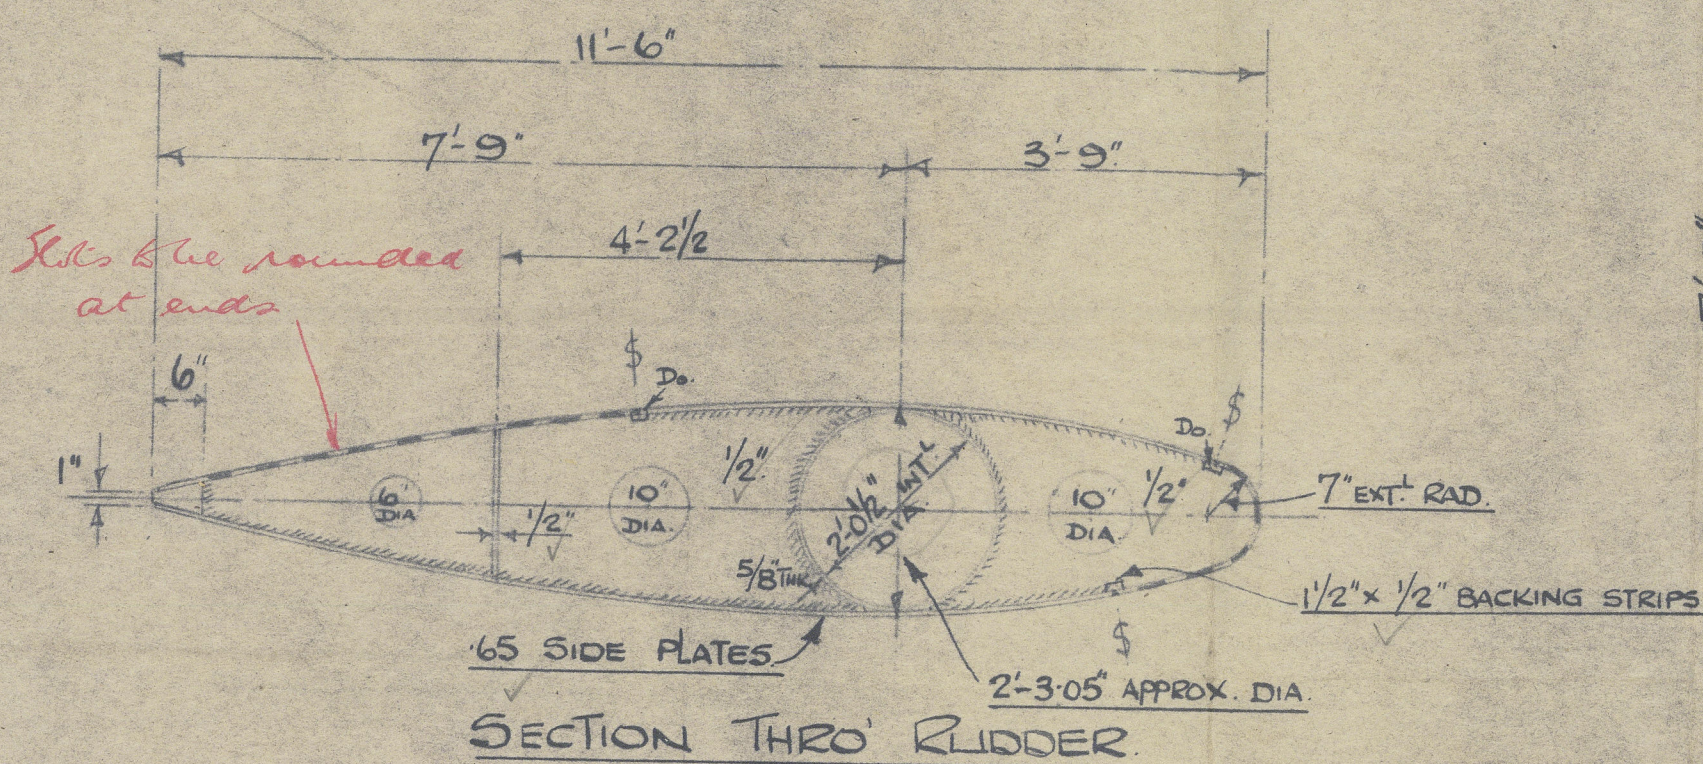 11'-6"
7'-9"
3'-9"
4'-2½
Slots to be rounded
at ends
6"
$
Do.
$
Do.
1"
6"
DIA
½"
10"
DIA.
½"
2'-0½"
DIA.
INT'L
5/8" THK
10"
DIA.
½"
7" EXT'L RAD.
1½" x ½" BACKING STRIPS
$
.65 SIDE PLATES
2'-3.05" APPROX. DIA.
SECTION THRO' RUDDER.